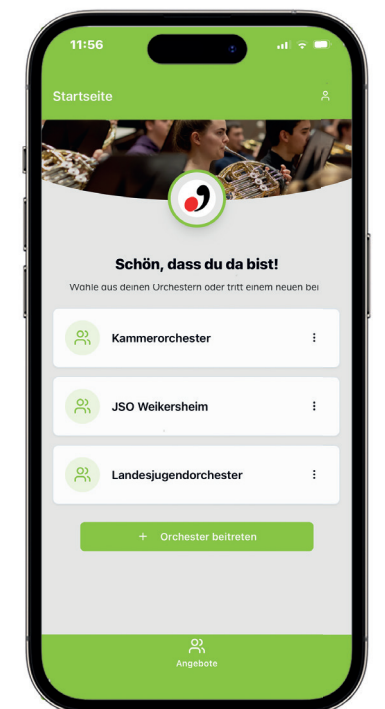 11:56
Startseite
Schön, dass du da bist!
Wähle aus deinen Orchestern oder tritt einem neuen bei
Kammerorchester
JSO Weikersheim
Landesjugendorchester
+ Orchester beitreten
Angebote